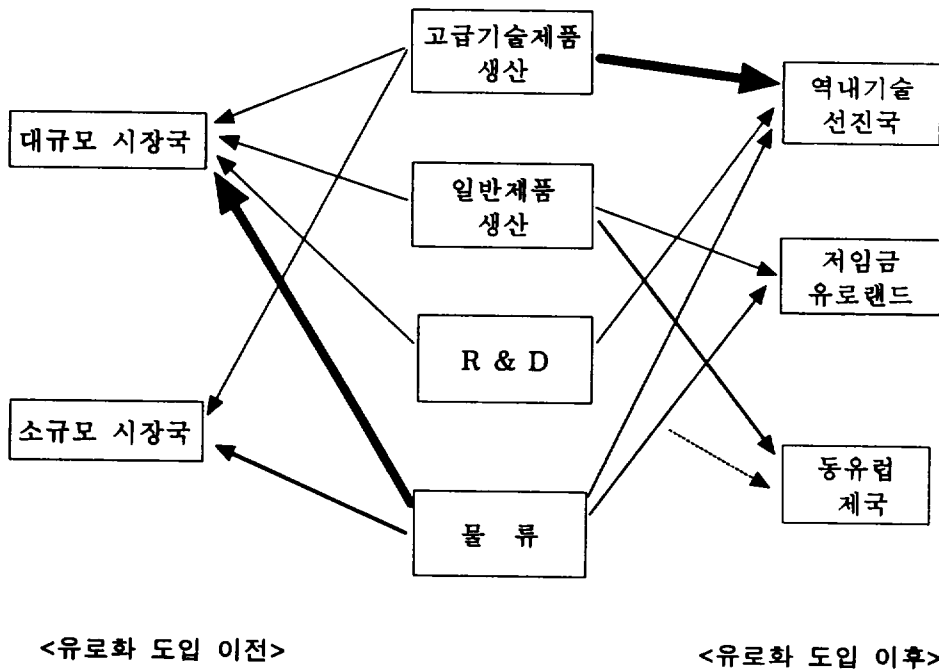 고급기술제품
생산
대규모 시장국
역내기술
선진국
일반제품
생산
저임금
유로랜드
R & D
소규모 시장국
동유럽
제국
물 류
<유로화 도입 이전>
<유로화 도입 이후>